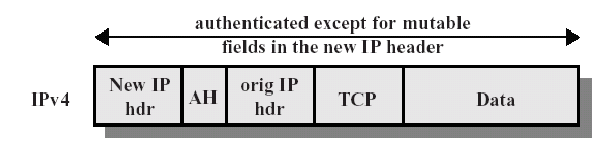 authenticated except for mutable
fields in the new IP header
IPv4
New IP
hdr
AH
orig IP
hdr
TCP
Data